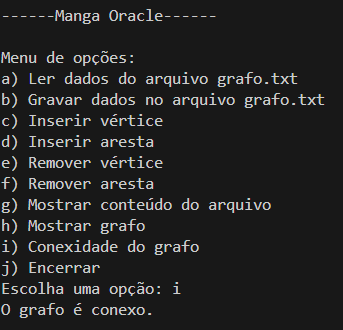 ------Manga Oracle------
Menu de opções:
a) Ler dados do arquivo grafo.txt
b) Gravar dados no arquivo grafo.txt
c) Inserir vértice
d) Inserir aresta
e) Remover vértice
f) Remover aresta
g) Mostrar conteúdo do arquivo
h) Mostrar grafo
i) Conexidade do grafo
j) Encerrar
Escolha uma opção: i
O grafo é conexo.